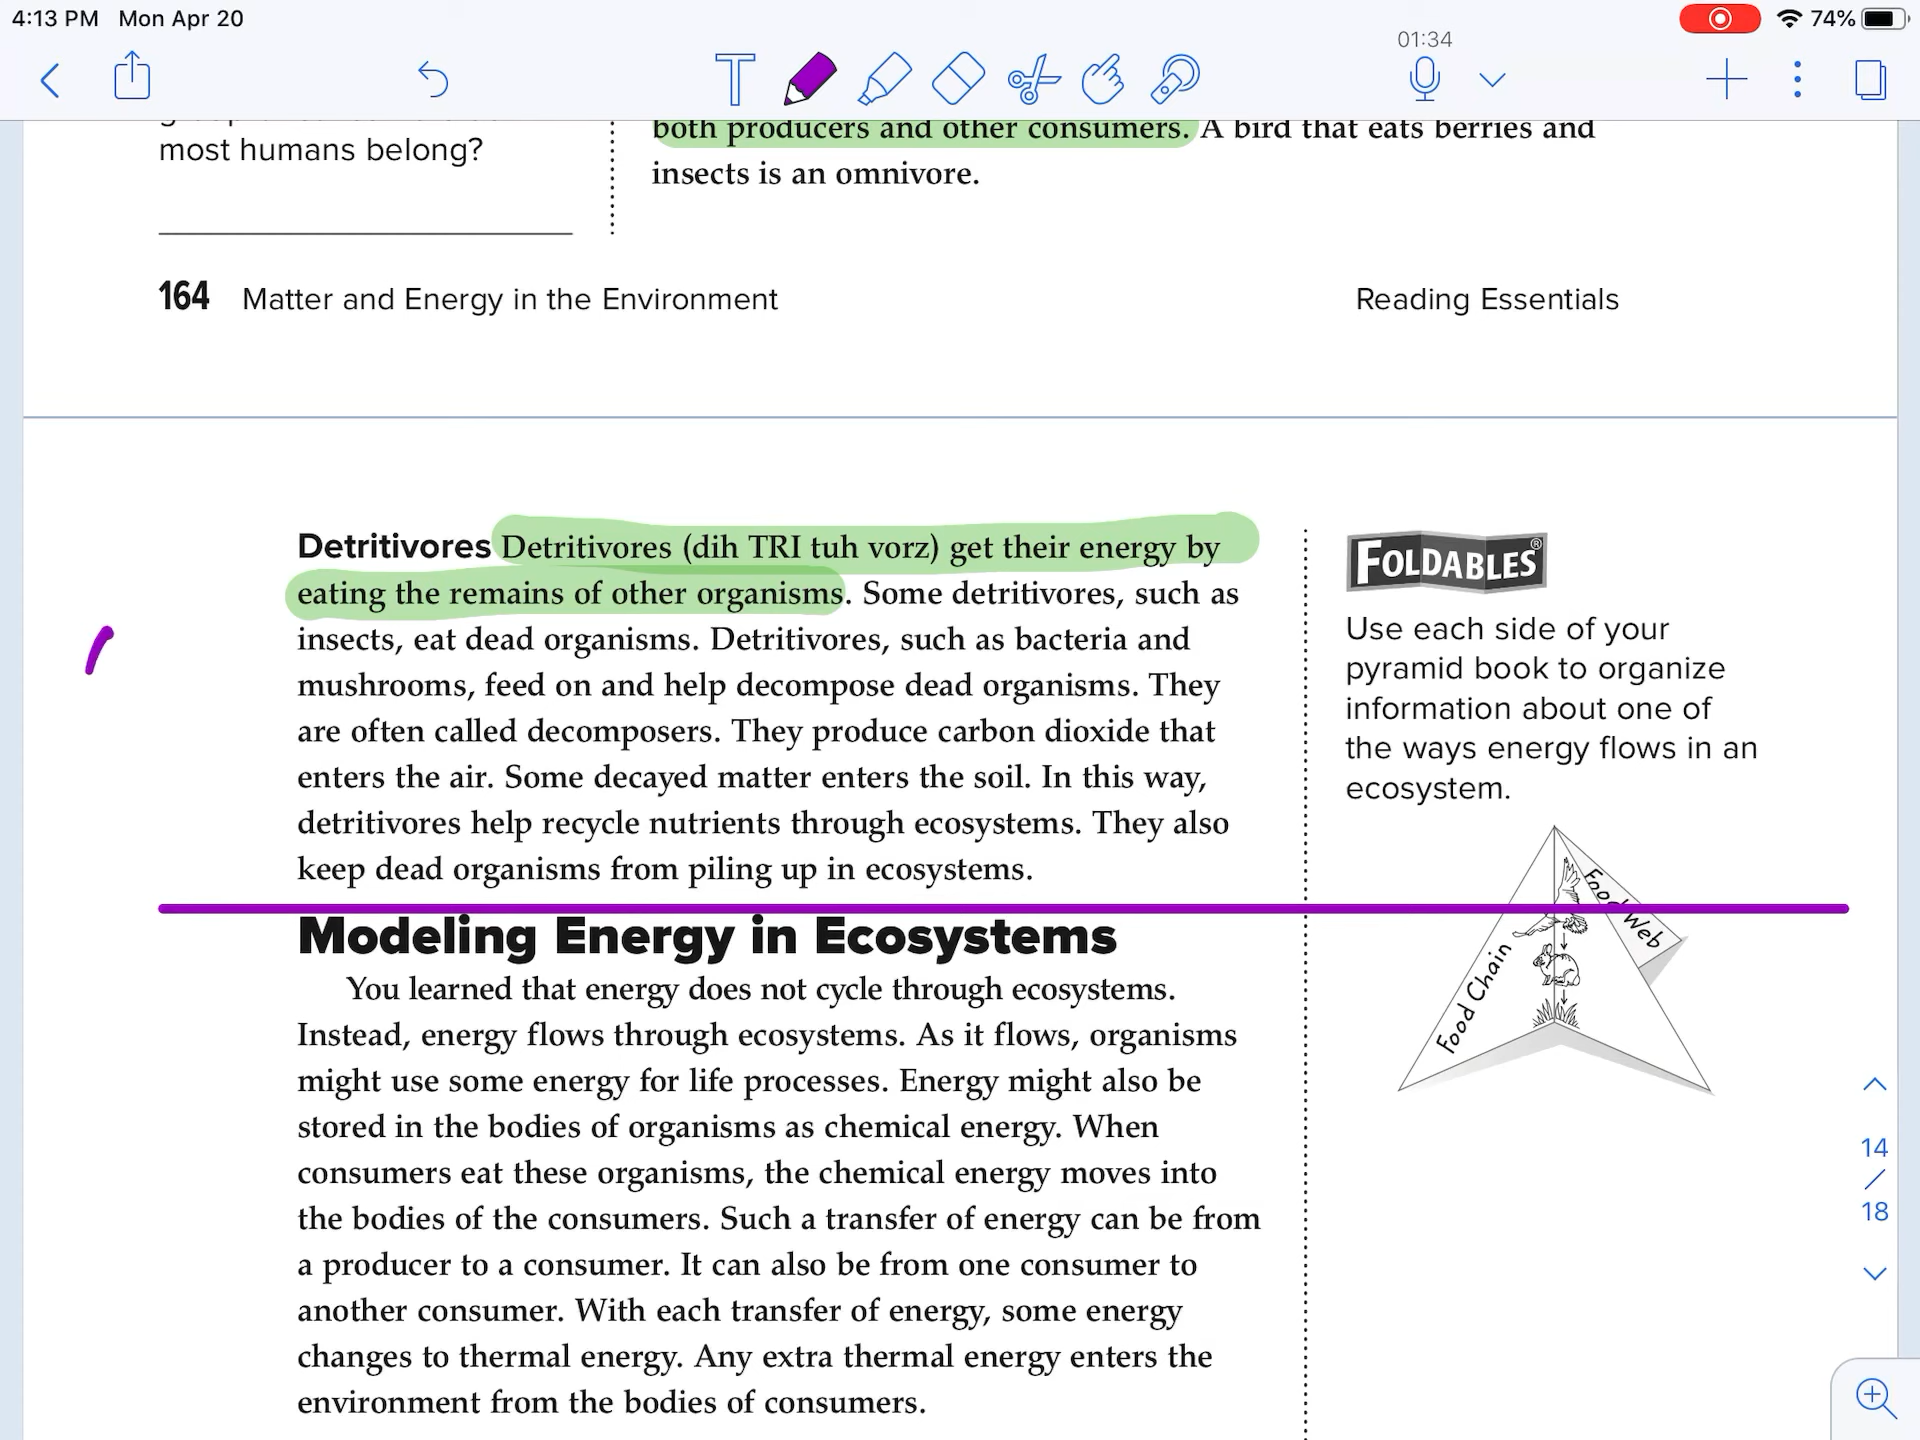 4:13 PM Mon Apr 20
74%
01:34
most humans belong?
both producers and other consumers. A bird that eats berries and
insects is an omnivore.
164 Matter and Energy in the Environment
Reading Essentials
Detritivores Detritivores (dih TRI tuh vorz) get their energy by
eating the remains of other organisms. Some detritivores, such as
insects, eat dead organisms. Detritivores, such as bacteria and
mushrooms, feed on and help decompose dead organisms. They
are often called decomposers. They produce carbon dioxide that
enters the air. Some decayed matter enters the soil. In this way,
detritivores help recycle nutrients through ecosystems. They also
keep dead organisms from piling up in ecosystems.
Modeling Energy in Ecosystems
You learned that energy does not cycle through ecosystems.
Instead, energy flows through ecosystems. As it flows, organisms
might use some energy for life processes. Energy might also be
stored in the bodies of organisms as chemical energy. When
consumers eat these organisms, the chemical energy moves into
the bodies of the consumers. Such a transfer of energy can be from
a producer to a consumer. It can also be from one consumer to
another consumer. With each transfer of energy, some energy
changes to thermal energy. Any extra thermal energy enters the
environment from the bodies of consumers.
FOLDABLES®
Use each side of your
pyramid book to organize
information about one of
the ways energy flows in an
ecosystem.
Food Chain
Food Web
14
/
18